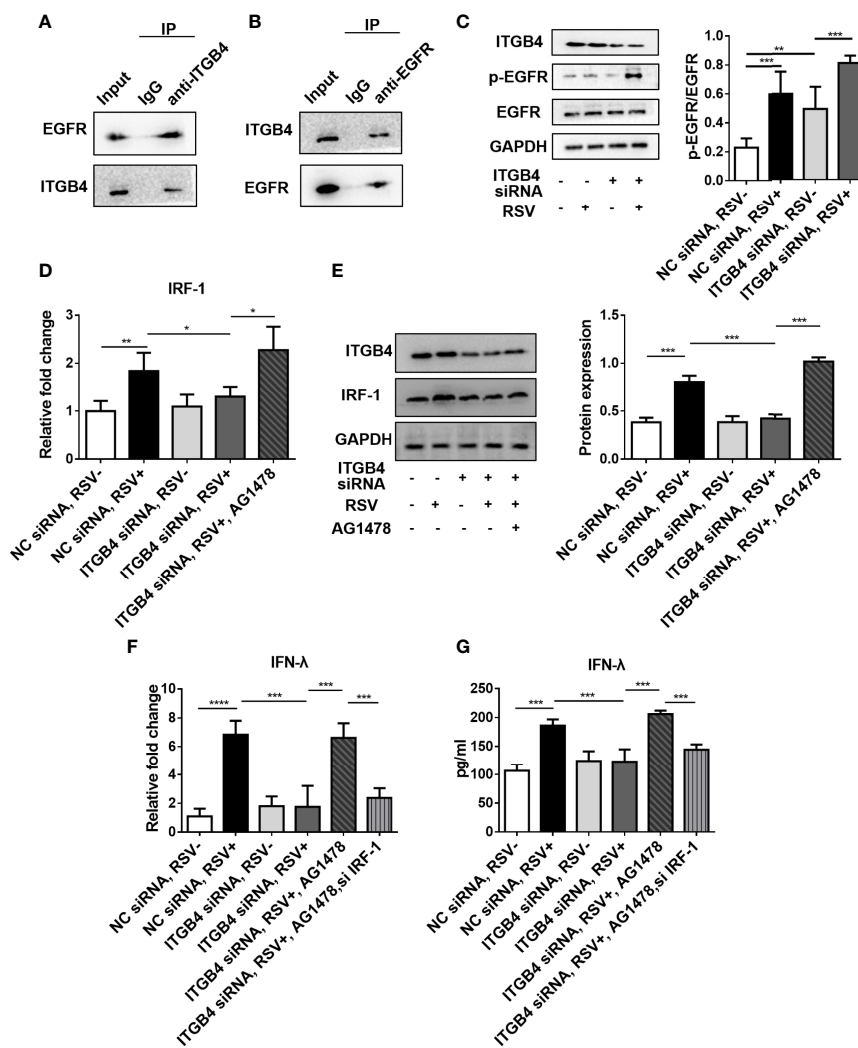 A
IP
Input
IgG
anti-ITGB4
EGFR
ITGB4
B
IP
Input
IgG
anti-EGFR
ITGB4
EGFR
C
ITGB4
p-EGFR
EGFR
GAPDH
ITGB4 siRNA - - + +
RSV - + - +
p-EGFR/EGFR
1.0
0.8
0.6
0.4
0.2
0.0
**
***
***
NC siRNA, RSV-
NC siRNA, RSV+
ITGB4 siRNA, RSV-
ITGB4 siRNA, RSV+
D
IRF-1
Relative fold change
3
2
1
0
**
*
*
NC siRNA, RSV-
NC siRNA, RSV+
ITGB4 siRNA, RSV-
ITGB4 siRNA, RSV+
ITGB4 siRNA, RSV+, AG1478
E
ITGB4
IRF-1
GAPDH
ITGB4 siRNA - - + + +
RSV - + - + +
AG1478 - - - - +
Protein expression
1.5
1.0
0.5
0.0
***
***
***
NC siRNA, RSV-
NC siRNA, RSV+
ITGB4 siRNA, RSV-
ITGB4 siRNA, RSV+
ITGB4 siRNA, RSV+, AG1478
F
IFN-λ
Relative fold change
10
8
6
4
2
0
****
***
***
***
NC siRNA, RSV-
NC siRNA, RSV+
ITGB4 siRNA, RSV-
ITGB4 siRNA, RSV+
ITGB4 siRNA, RSV+, AG1478
ITGB4 siRNA, RSV+, AG1478,si IRF-1
G
IFN-λ
pg/ml
250
200
150
100
50
0
***
***
***
***
NC siRNA, RSV-
NC siRNA, RSV+
ITGB4 siRNA, RSV-
ITGB4 siRNA, RSV+
ITGB4 siRNA, RSV+, AG1478
ITGB4 siRNA, RSV+, AG1478,si IRF-1